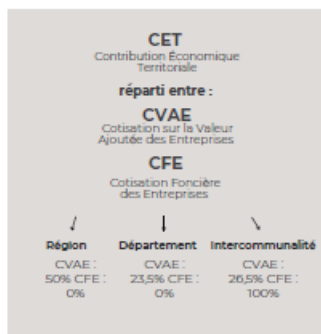 CET
Contribution Économique
Territoriale
réparti entre :
CVAE
Cotisation sur la Valeur
Ajoutée des Entreprises
CFE
Cotisation Foncière
des Entreprises
Région Département Intercommunalité
CVAE : CVAE : CVAE :
50% CFE : 23,5% CFE : 26,5% CFE :
0% 0% 100%